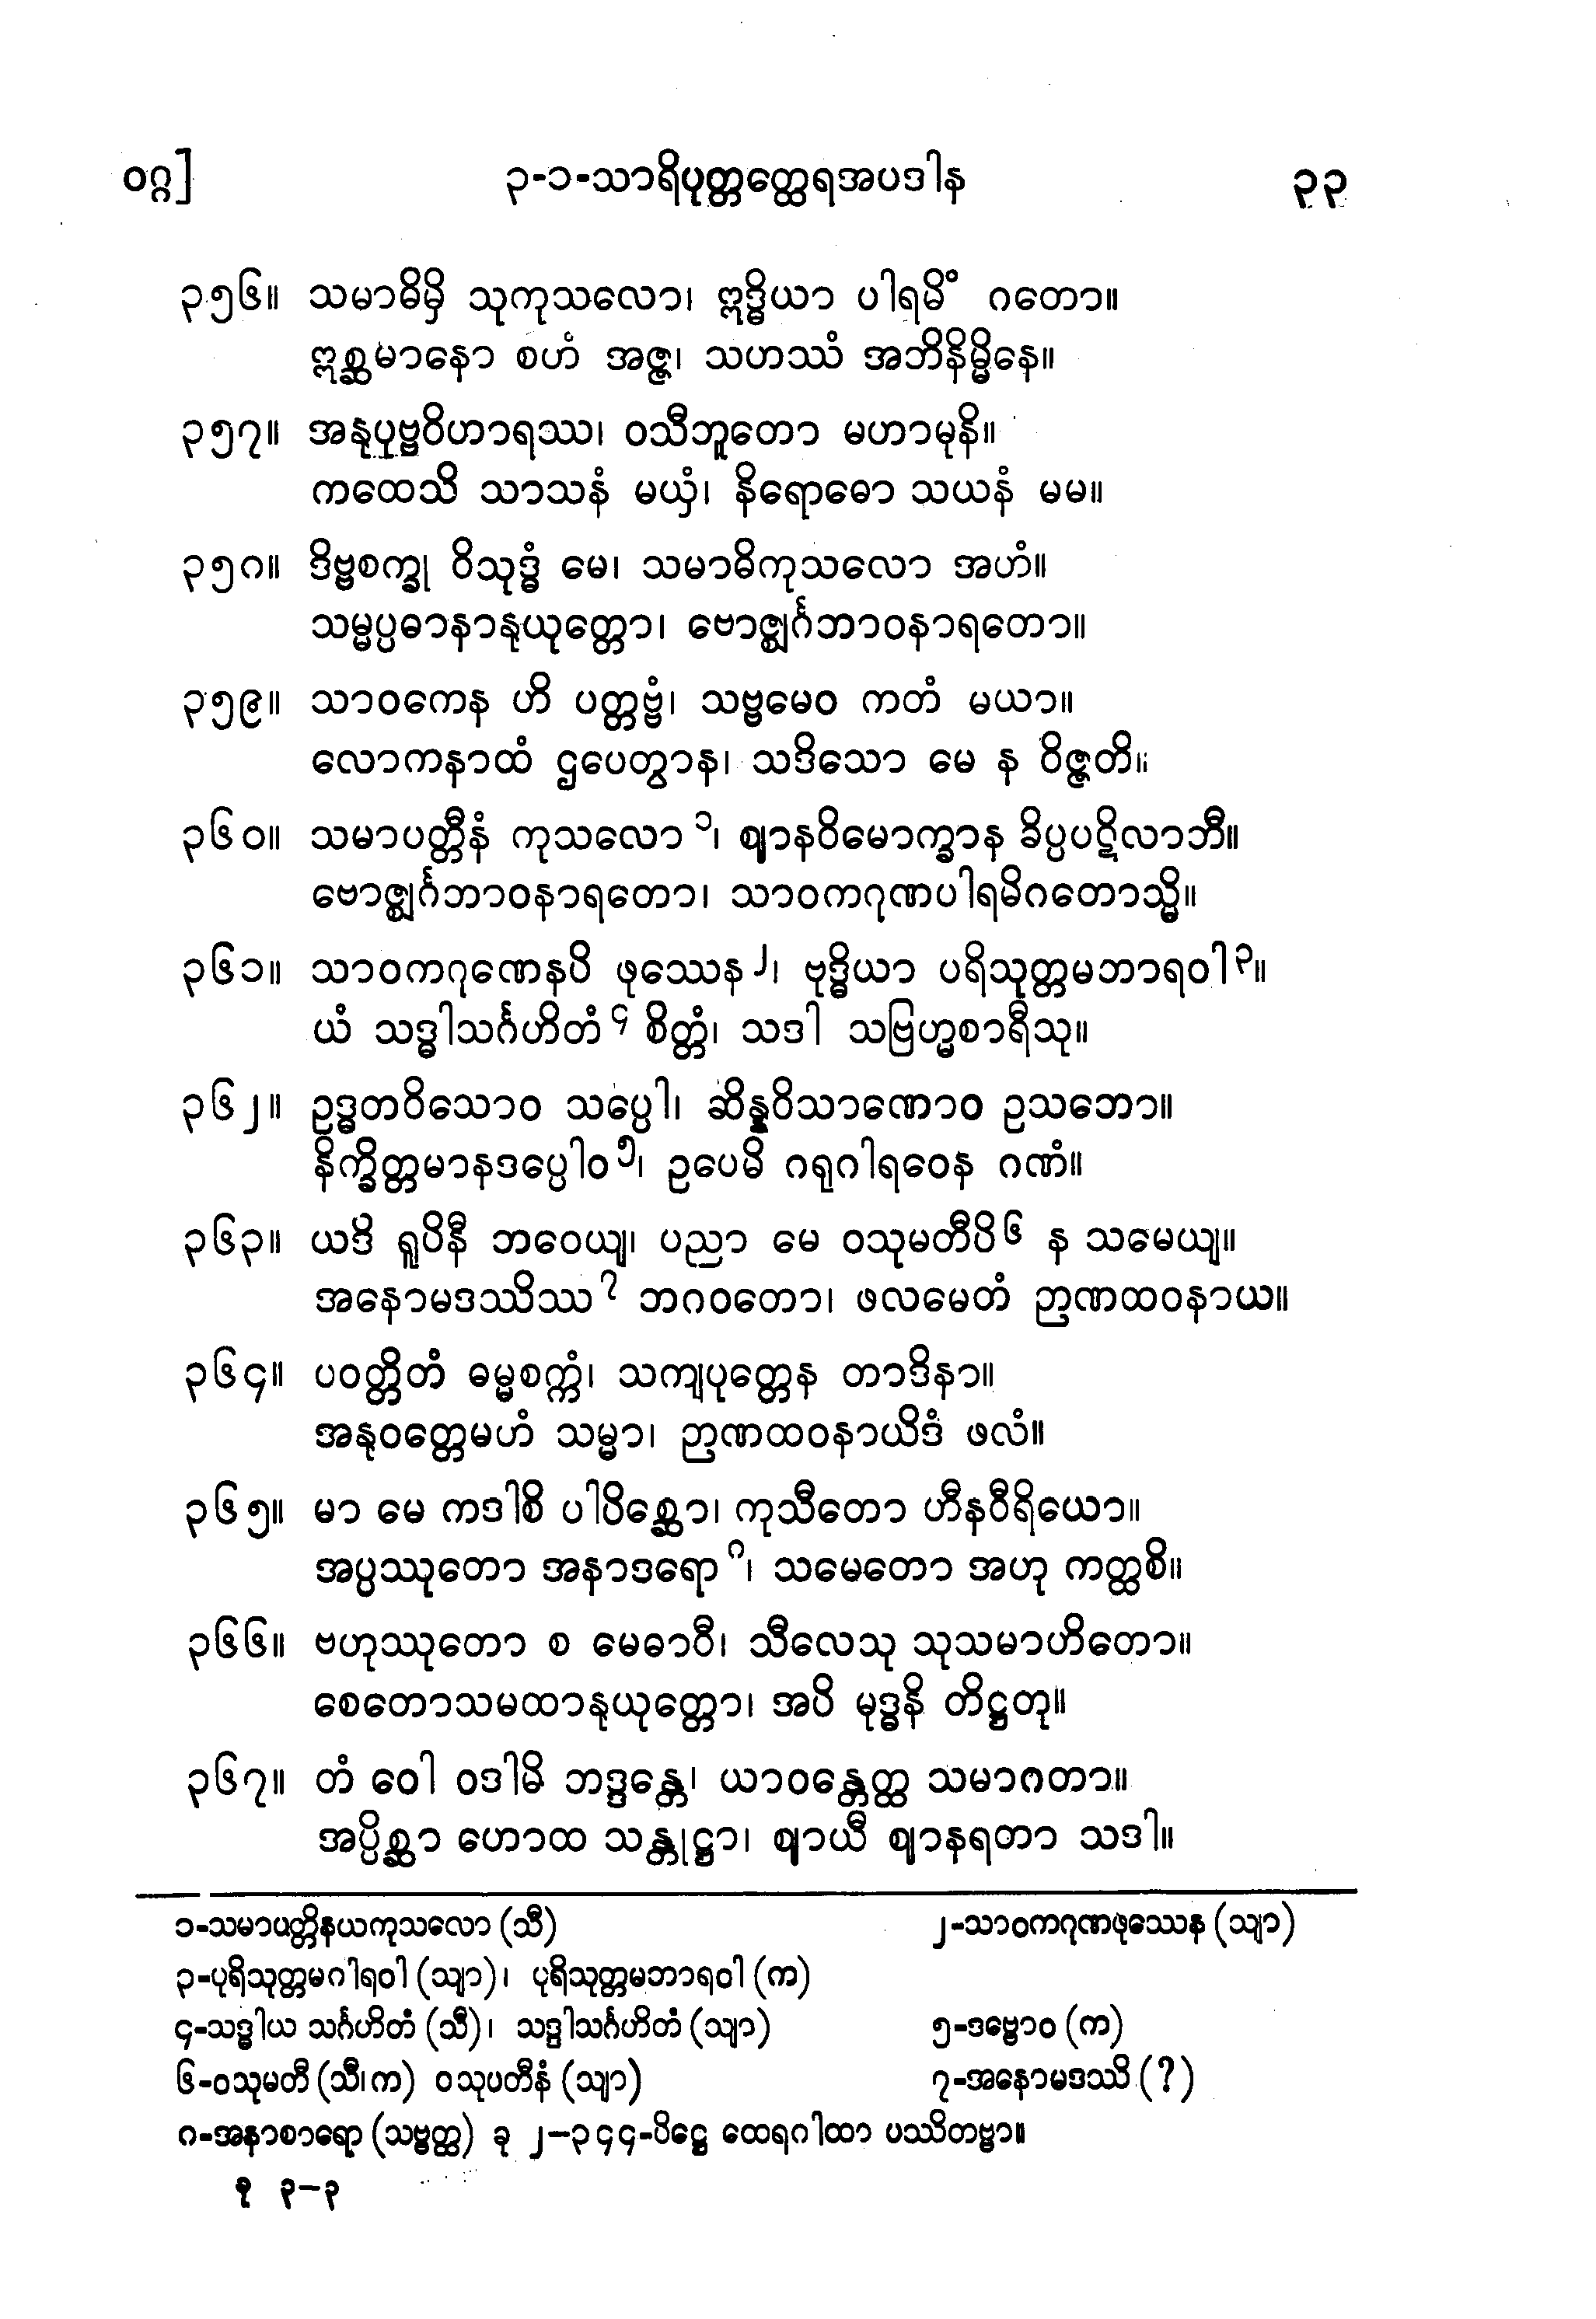 ဝဂ္ဂ] ၃-၁-သာရိပုတ္တတ္ထေရအပဒါန ၃၃
၃၅၆။ သမာဓိမှိ သုကုသလော၊ ဣဒ္ဓိယာ ပါရမိံ ဂတော။
ဣစ္ဆမာနော စဟံ အဇ္ဇ၊ သဟဿံ အဘိနိမ္မိနေ။
၃၅၇။ အနုပုဗ္ဗဝိဟာရဿ၊ ဝသီဘူတော မဟာမုနိ။
ကထေသိ သာသနံ မယှံ၊ နိရောဓော သယနံ မမ။
၃၅၈။ ဒိဗ္ဗစက္ခု ဝိသုဒ္ဓံ မေ၊ သမာဓိကုသလော အဟံ။
သမ္မပ္ပဓာနာနုယုတ္တော၊ ဗောဇ္ဈင်္ဂဘာဝနာရတော။
၃၅၉။ သာဝကေန ဟိ ပတ္တဗ္ဗံ၊ သဗ္ဗမေဝ ကတံ မယာ။
လောကနာထံ ဌပေတွာန၊ သဒိသော မေ န ဝိဇ္ဇတိ။
၃၆၀။ သမာပတ္တီနံ ကုသလော ၁၊ ဈာနဝိမောက္ခာန ခိပ္ပပဋိလာဘီ။
ဗောဇ္ဈင်္ဂဘာဝနာရတော၊ သာဝကဂုဏပါရမိဂတောသ္မိ။
၃၆၁။ သာဝကဂုဏေနပိ ဖုဿေန ၂၊ ဗုဒ္ဓိယာ ပရိသုတ္တမဘာရဝါ ၃။
ယံ သဒ္ဓါသင်္ဂဟိတံ ၄ စိတ္တံ၊ သဒါ သဗြဟ္မစာရီသု။
၃၆၂။ ဥဒ္ဓတဝိသောဝ သပ္ပေါ၊ ဆိန္နဝိသာဏောဝ ဥသဘော။
နိက္ခိတ္တမာနဒပ္ပေါဝ ၅၊ ဥပေမိ ဂရုဂါရဝေန ဂဏံ။
၃၆၃။ ယဒိ ရူပိနီ ဘဝေယျ၊ ပညာ မေ ဝသုမတီပိ ၆ န သမေယျ။
အနောမဒဿိဿ ၇ ဘဂဝတော၊ ဖလမေတံ ဉာဏထဝနာယ။
၃၆၄။ ပဝတ္တိတံ ဓမ္မစက္ကံ၊ သကျပုတ္တေန တာဒိနာ။
အနုဝတ္တေမဟံ သမ္မာ၊ ဉာဏထဝနာယိဒံ ဖလံ။
၃၆၅။ မာ မေ ကဒါစိ ပါပိစ္ဆော၊ ကုသီတော ဟီနဝီရိယော။
အပ္ပဿုတော အနာဒရော ၈၊ သမေတော အဟု ကတ္ထစိ။
၃၆၆။ ဗဟုဿုတော စ မေဓာဝီ၊ သီလေသု သုသမာဟိတော။
စေတောသမထာနုယုတ္တော၊ အပိ မုဒ္ဓနိ တိဋ္ဌတု။
၃၆၇။ တံ ဝေါ ဝဒါမိ ဘဒ္ဒန္တေ၊ ယာဝန္တေတ္ထ သမာဂတာ။
အပ္ပိစ္ဆာ ဟောထ သန္တုဋ္ဌာ၊ ဈာယီ ဈာနရတာ သဒါ။
၁-သမာပတ္တိနယကုသလော (သီ) ၂-သာဝကဂုဏဖုဿေန (သျာ)
၃-ပုရိသုတ္တမဂါရဝါ (သျာ)၊ ပုရိသုတ္တမဘာရဝါ (က)
၄-သဒ္ဓါယ သင်္ဂဟိတံ (သီ)၊ သဒ္ဒါသင်္ဂဟိတံ (သျာ) ၅-ဒဗ္ဗောဝ (က)
၆-ဝသုမတီ (သီ၊ က) ဝသုပတီနံ (သျာ) ၇-အနောမဒဿိ (?)
၈-အနာစာရော (သဗ္ဗတ္ထ) ခု ၂-၃၄၄-ပိဋ္ဌေ ထေရဂါထာ ပဿိတဗ္ဗာ။
ခု ၃-၃